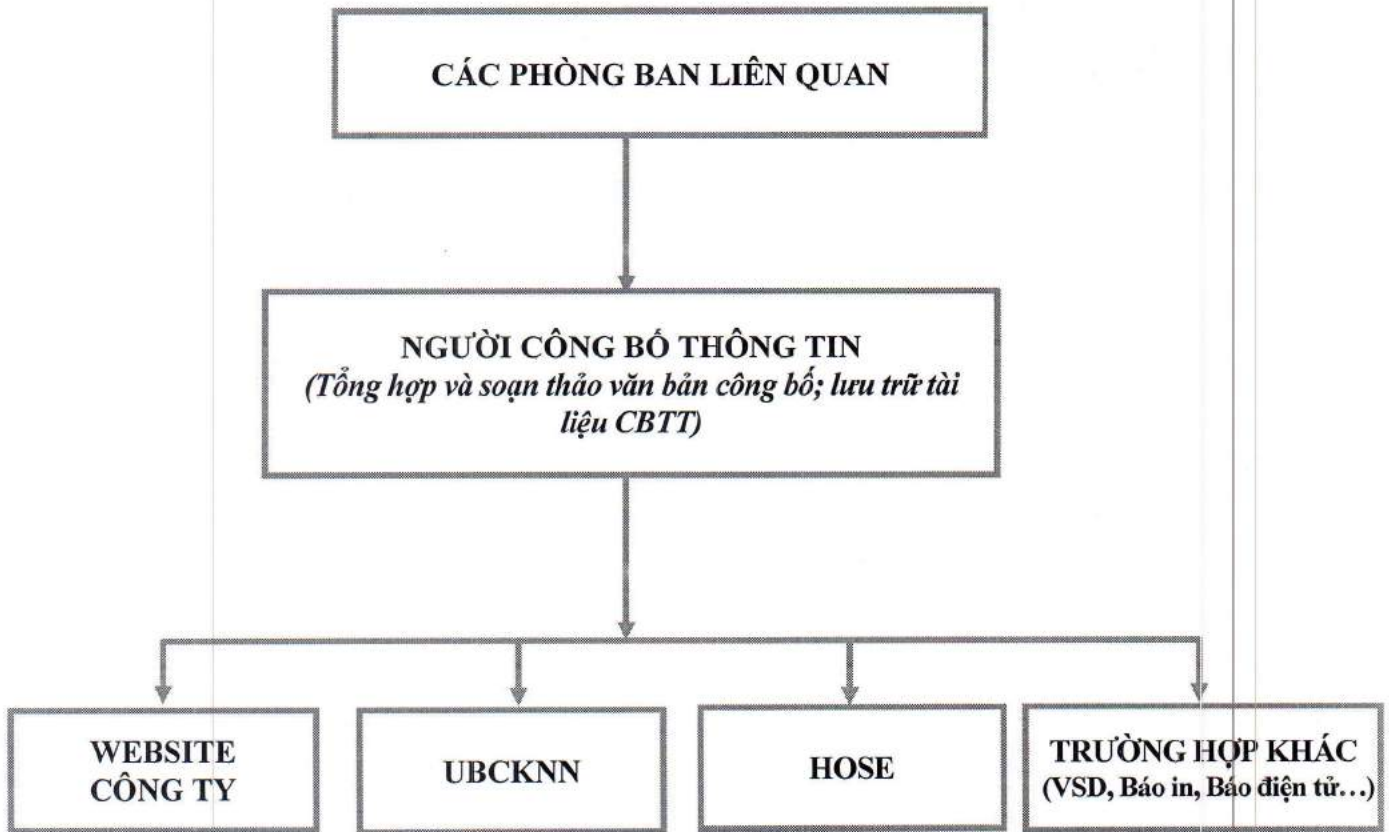 CÁC PHÒNG BAN LIÊN QUAN
NGƯỜI CÔNG BỐ THÔNG TIN
(Tổng hợp và soạn thảo văn bản công bố; lưu trữ tài
liệu CBTT)
WEBSITE
CÔNG TY
UBCKNN
HOSE
TRƯỜNG HỢP KHÁC
(VSD, Báo in, Báo điện tử...)